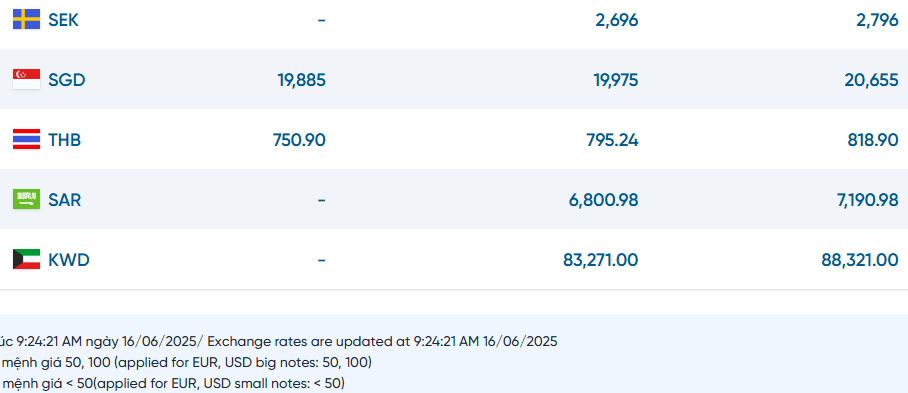 SEK - 2,696 2,796
SGD 19,885 19,975 20,655
THB 750.90 795.24 818.90
SAR - 6,800.98 7,190.98
KWD - 83,271.00 88,321.00
9:24:21 AM ngày 16/06/2025/ Exchange rates are updated at 9:24:21 AM 16/06/2025
mệnh giá 50, 100 (applied for EUR, USD big notes: 50, 100)
mệnh giá < 50(applied for EUR, USD small notes: < 50)